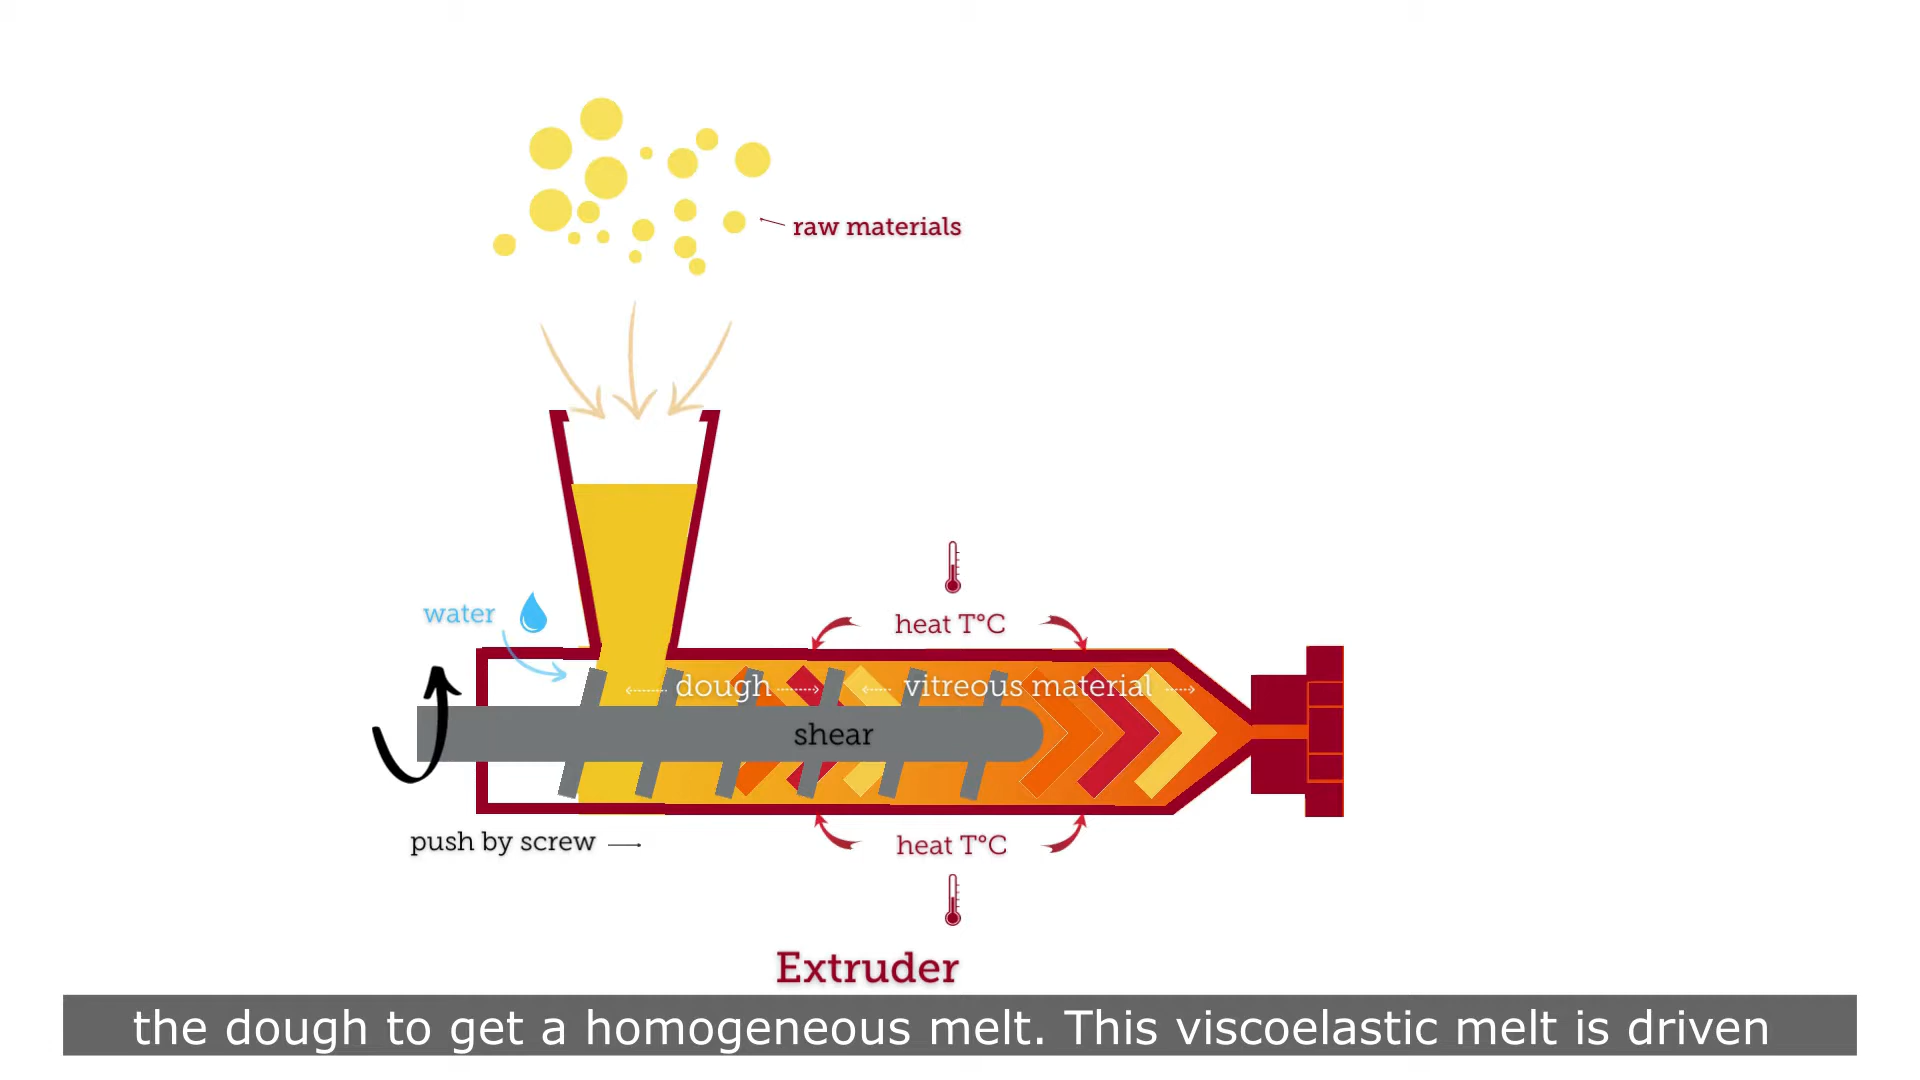 raw materials
water
heat T°C
dough
vitreous material
shear
push by screw
heat T°C
Extruder
the dough to get a homogeneous melt. This viscoelastic melt is driven